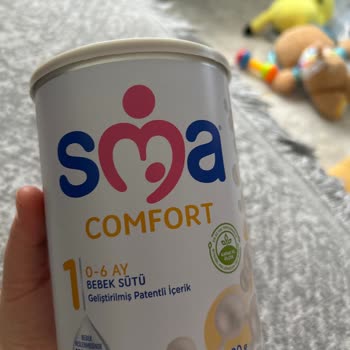 sma
COMFORT
1
0-6 AY
BEBEK SÜTÜ
Geliştirilmiş Patentli İçerik